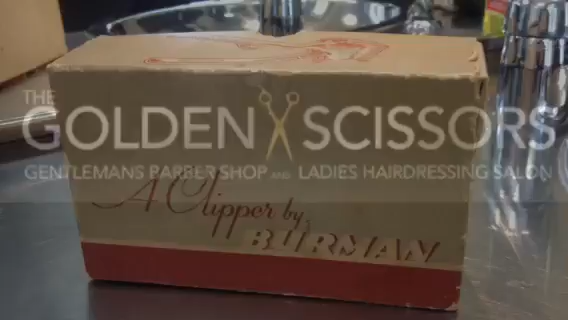 THE
GOLDEN SCISSORS
GENTLEMANS BARBER SHOP AND LADIES HAIRDRESSING SALON
A Clipper by
BURMAN